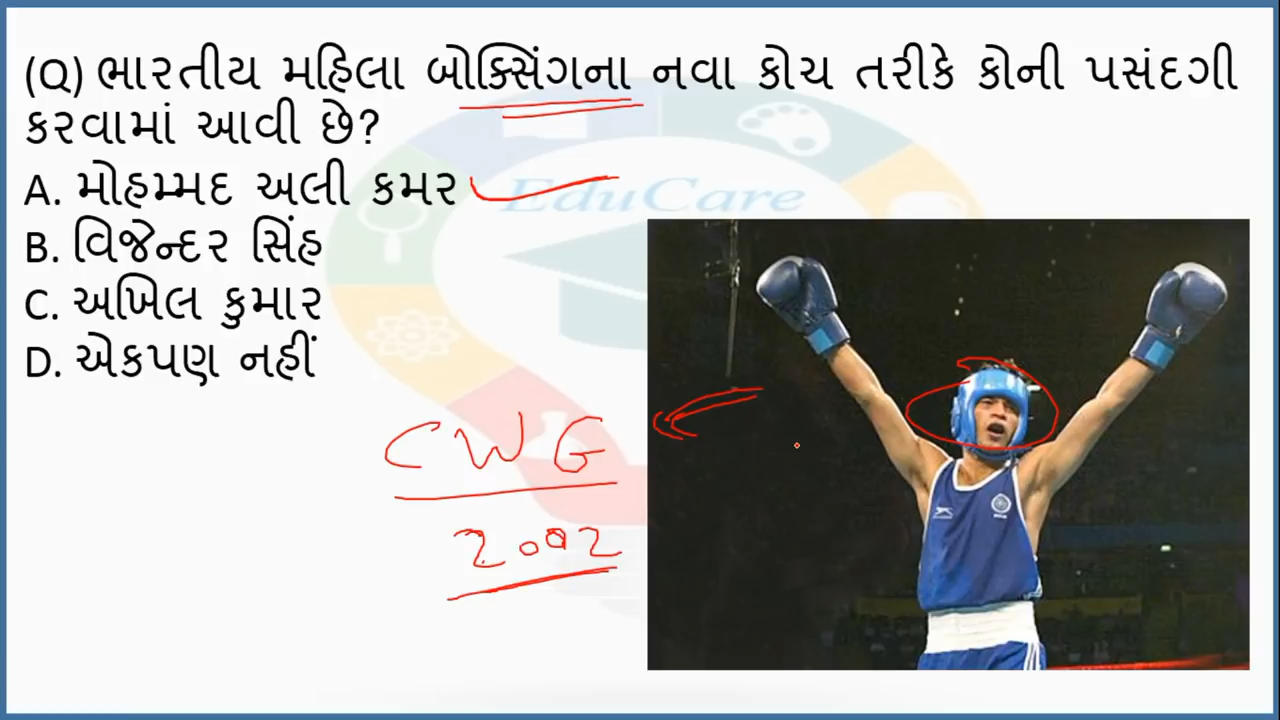 (Q) ભારતીય મહિલા બોક્સિંગના નવા કોચ તરીકે કોની પસંદગી
કરવામાં આવી છે?
A. મોહમ્મદ અલી કમર
B. વિજેન્દર સિંહ
C. અખિલ કુમાર
D. એકપણ નહીં
EduCare
CWG
2002